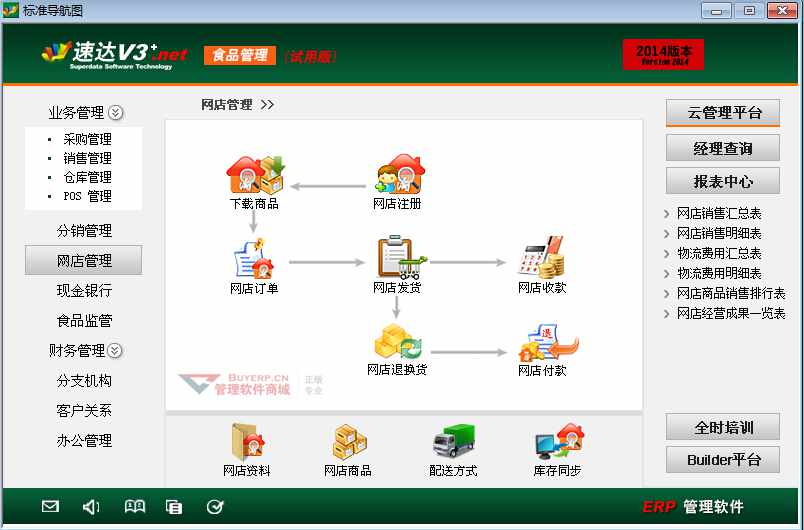 标准导航图
速达V3+.net
Superdata Software Technology
食品管理
(试用版)
2014版本
Version 2014
业务管理
• 采购管理
• 销售管理
• 仓库管理
• POS 管理
分销管理
网店管理
现金银行
食品监管
财务管理
分支机构
客户关系
办公管理
网店管理 >>
下载商品
网店注册
网店订单
网店发货
网店收款
网店退换货
网店付款
BUYERP.CN
管理软件商城
正版
专业
网店资料
网店商品
配送方式
库存同步
云管理平台
经理查询
报表中心
网店销售汇总表
网店销售明细表
物流费用汇总表
物流费用明细表
网店商品销售排行表
网店经营成果一览表
全时培训
Builder平台
ERP 管理软件